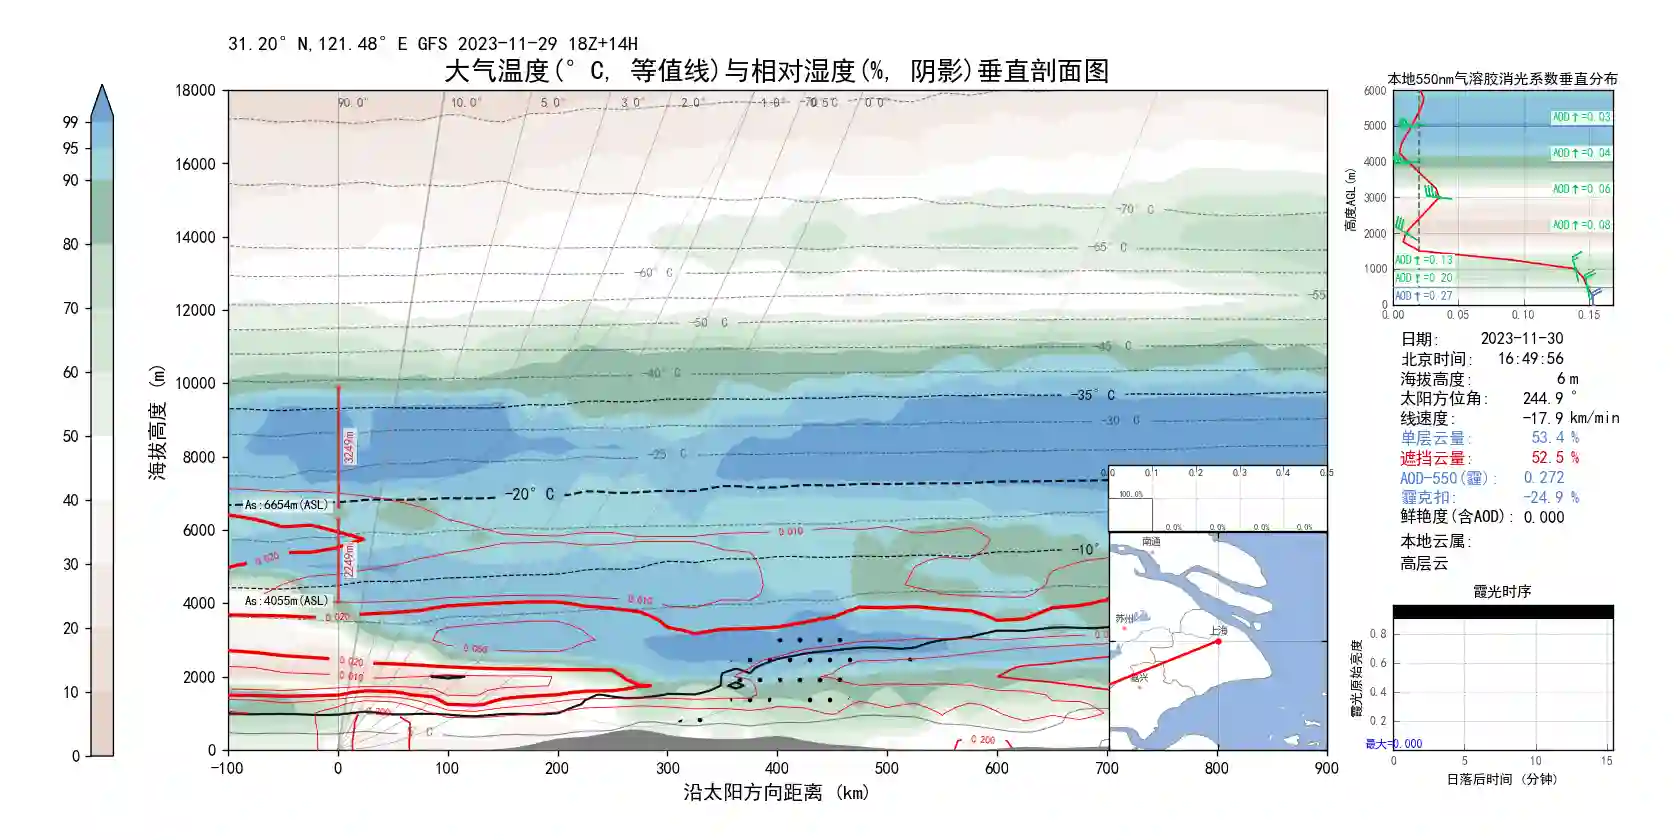 31.20° N,121.48° E GFS 2023-11-29 18Z+14H
大气温度(° C, 等值线)与相对湿度(%, 阴影)垂直剖面图
99
95
90
80
70
60
50
40
30
20
10
0
海拔高度 (m)
18000
16000
14000
12000
10000
8000
6000
4000
2000
0
90.0° 10.0° 5.0° 3.0° 2.0° 0.0°
-70° C
-65° C
-60° C
-55
-50 C
-45 C
-40° C
-35° C
-30 C
-25 C
-20° C
-10°
3249m
2249m
As:6654m(ASL)
As:4055m(ASL)
0.020
0.010
0.010
0.020
0.020
0.010
0.200
0.200
-100 0 100 200 300 400 500 600 700 800 900
沿太阳方向距离 (km)
0.0 0.1 0.2 0.3 0.4 0.5
100.0%
0.0% 0.0% 0.0% 0.0%
南通
苏州
上海
嘉兴
本地550nm气溶胶消光系数垂直分布
高度AGL(m)
6000
5000
4000
3000
2000
1000
0
AOD↑=0.03
AOD↑=0.04
AOD↑=0.06
AOD↑=0.08
AOD↑=0.13
AOD↑=0.20
AOD↑=0.27
0.00 0.05 0.10 0.15
日期: 2023-11-30
北京时间: 16:49:56
海拔高度: 6 m
太阳方位角: 244.9 °
线速度: -17.9 km/min
单层云量: 53.4 %
遮挡云量: 52.5 %
AOD-550(霾): 0.272
霾克扣: -24.9 %
鲜艳度(含AOD): 0.000
本地云属:
高层云
霞光时序
霞光原始亮度
0.8
0.6
0.4
0.2
最大=0.000
0 5 10 15
日落后时间 (分钟)